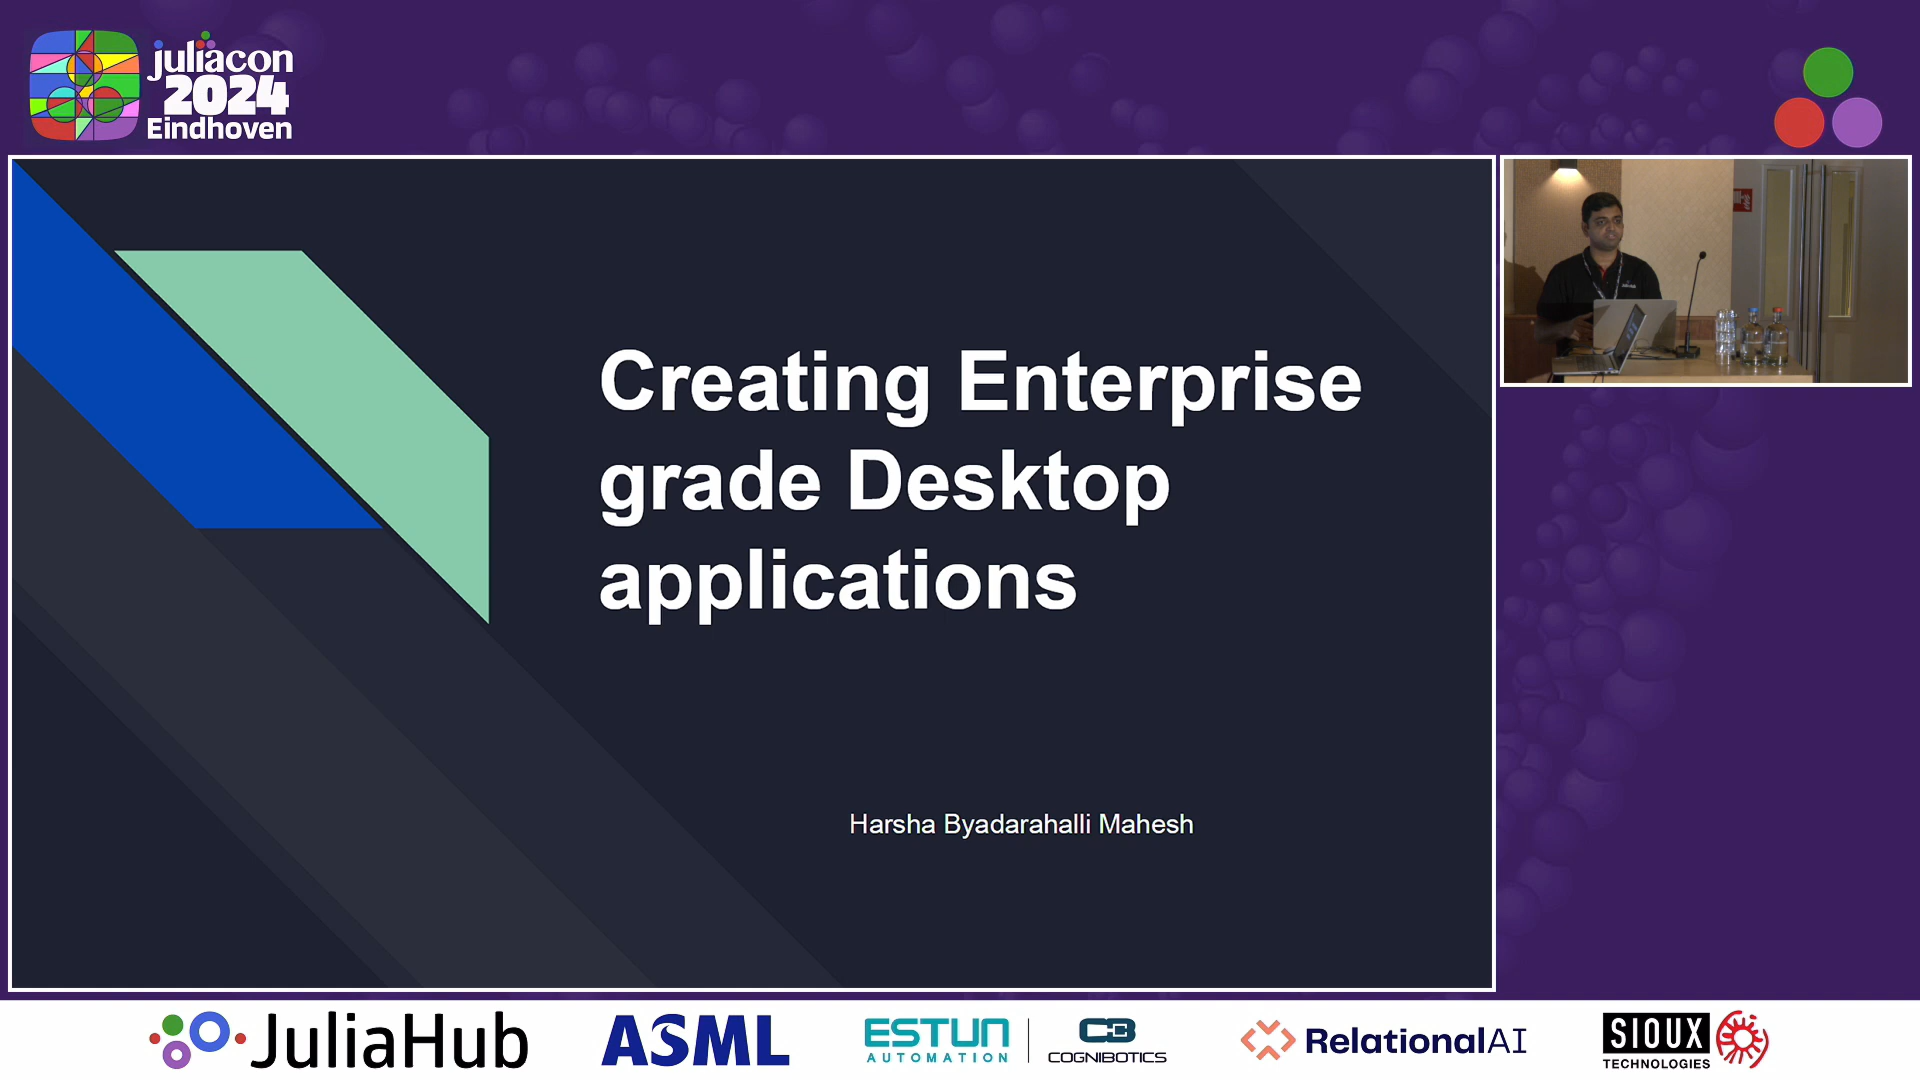 juliacon
2024
Eindhoven
Creating Enterprise
grade Desktop
applications
Harsha Byadarahalli Mahesh
JuliaHub
ASML
ESTUN
AUTOMATION
COGNIBOTICS
RelationalAI
SIOUX
TECHNOLOGIES